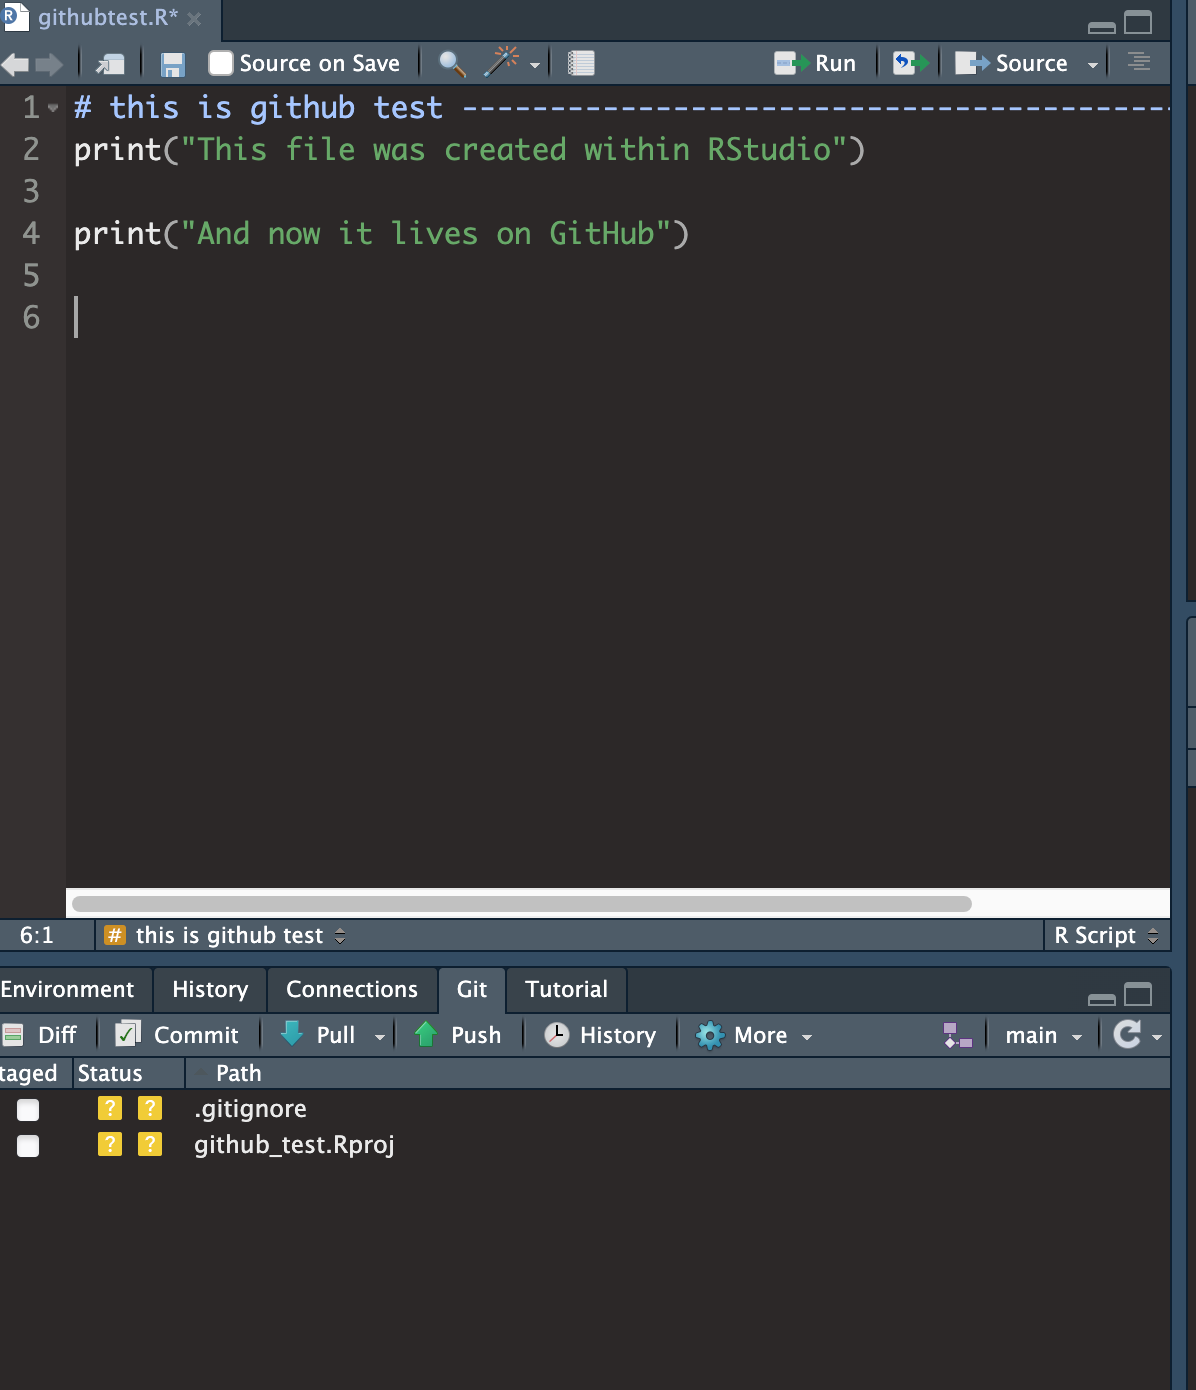 githubtest.R*
Source on Save Run Source
1 # this is github test ----------------------------------------
2 print("This file was created within RStudio")
3
4 print("And now it lives on GitHub")
5
6
6:1 # this is github test R Script
Environment History Connections Git Tutorial
Diff Commit Pull Push History More main
taged Status Path
? ? .gitignore
? ? github_test.Rproj